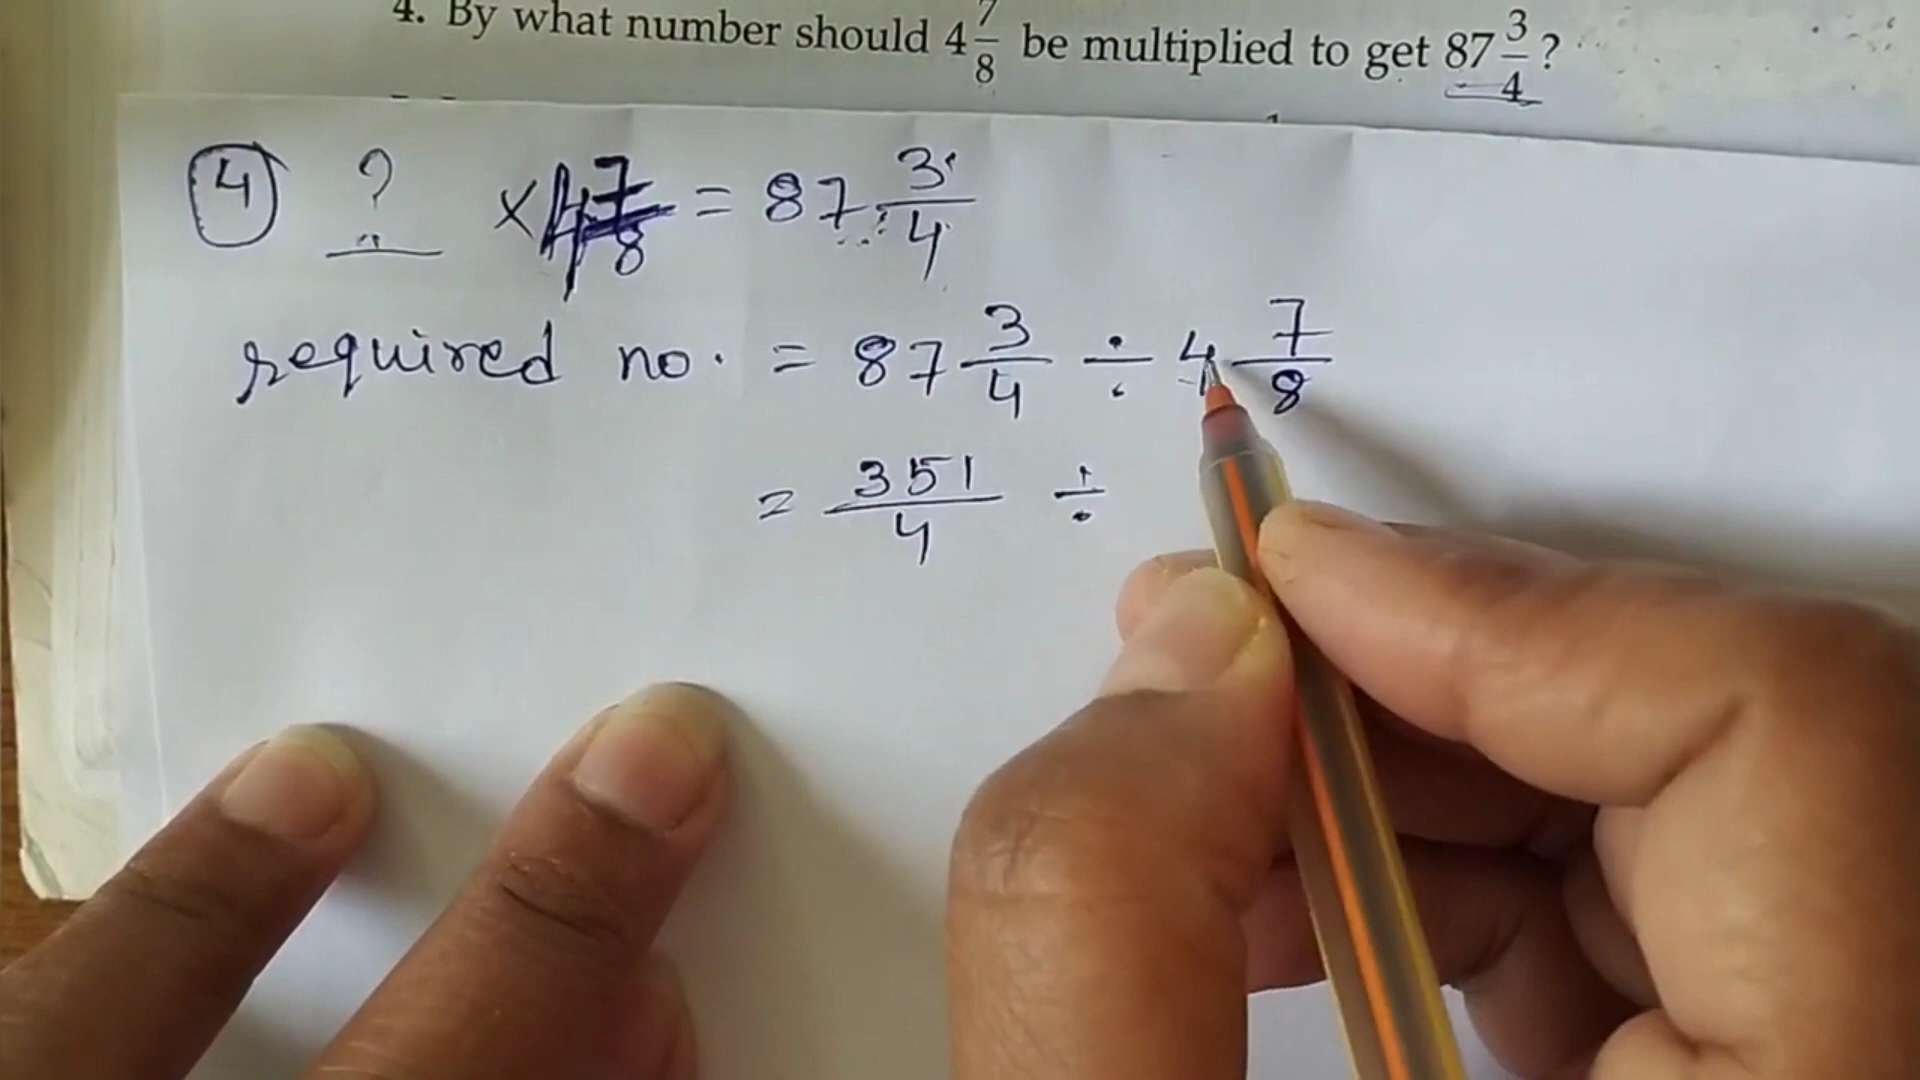 4. By what number should 4 7/8 be multiplied to get 87 3/4 ?
4 ? × 4 7/8 = 87 3/4
required no. = 87 3/4 ÷ 4 7/8
= 351/4 ÷